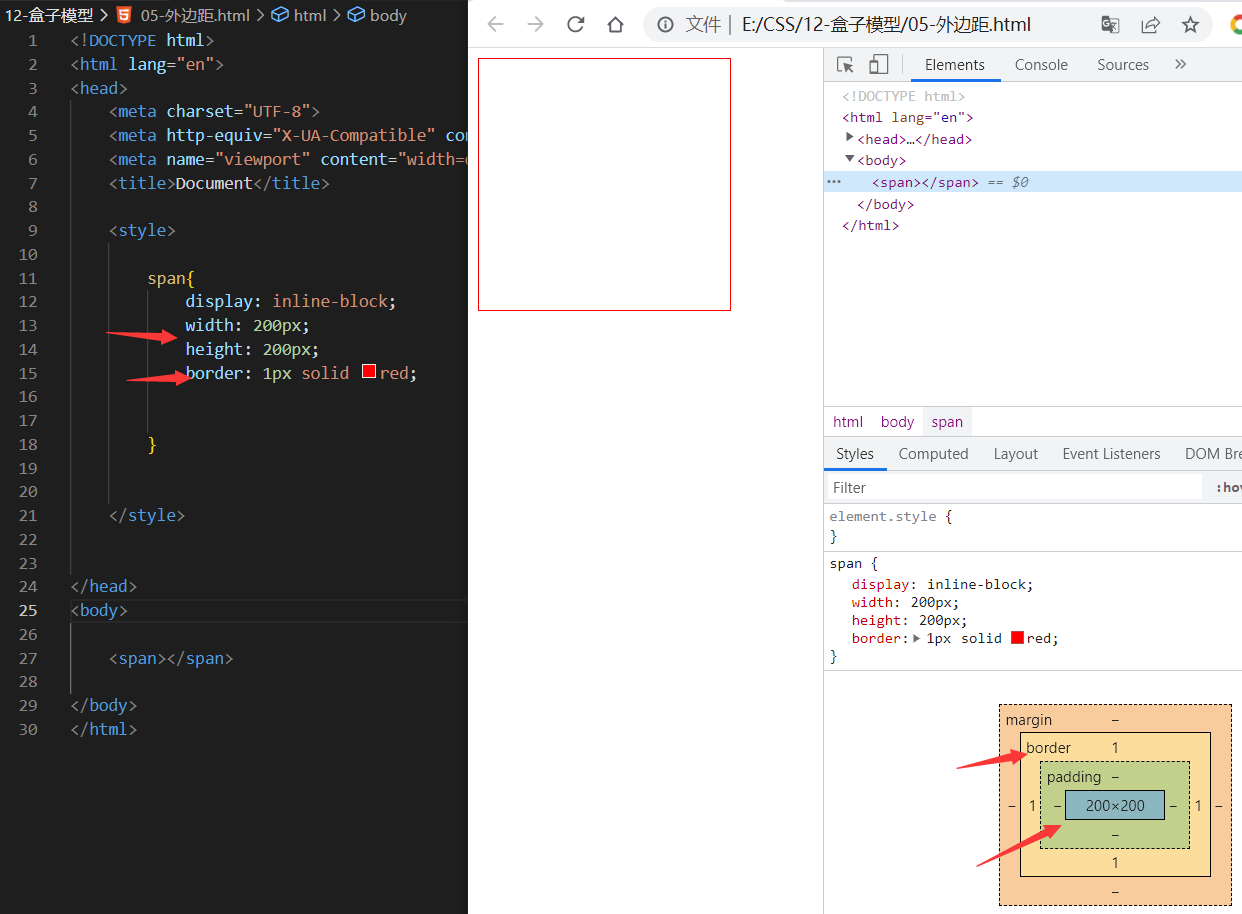 12-盒子模型 > 05-外边距.html > html > body
1 <!DOCTYPE html>
2 <html lang="en">
3 <head>
4 <meta charset="UTF-8">
5 <meta http-equiv="X-UA-Compatible" co
6 <meta name="viewport" content="width=
7 <title>Document</title>
8
9 <style>
10
11 span{
12 display: inline-block;
13 width: 200px;
14 height: 200px;
15 border: 1px solid red;
16
17
18 }
19
20
21 </style>
22
23
24 </head>
25 <body>
26
27 <span></span>
28
29 </body>
30 </html>
文件 | E:/CSS/12-盒子模型/05-外边距.html
Elements Console Sources »
<!DOCTYPE html>
<html lang="en">
<head>…</head>
<body>
<span></span> == $0
</body>
</html>
html body span
Styles Computed Layout Event Listeners DOM Bre
Filter :hov
element.style {
}
span {
display: inline-block;
width: 200px;
height: 200px;
border: 1px solid red;
}
margin –
border 1
padding –
– 1 – 200×200 – 1 –
–
1
–